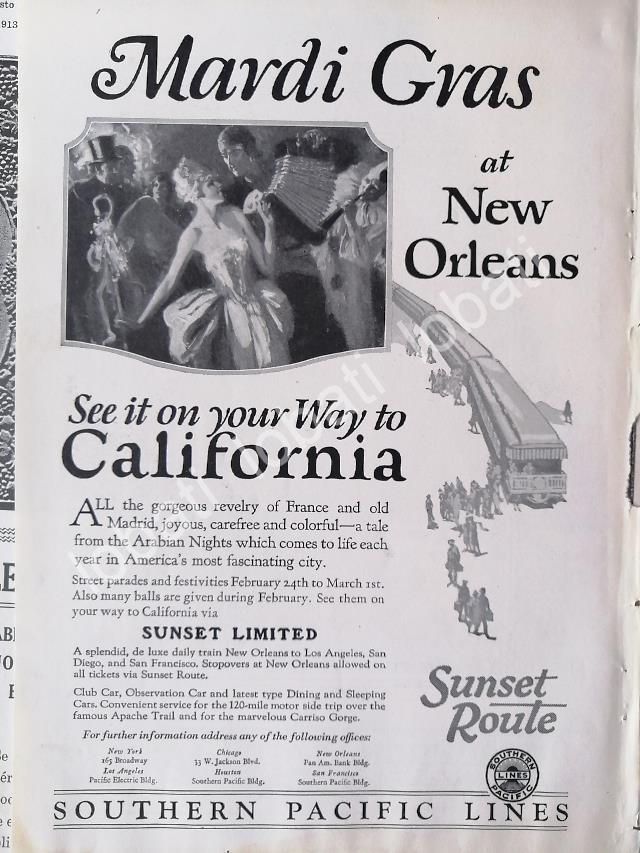 sto
1913
Mardi Gras
at
New
Orleans
See it on your Way to
California
ALL the gorgeous revelry of France and old
Madrid, joyous, carefree and colorful—a tale
from the Arabian Nights which comes to life each
year in America's most fascinating city.
Street parades and festivities February 24th to March 1st.
Also many balls are given during February. See them on
your way to California via
SUNSET LIMITED
A splendid, de luxe daily train New Orleans to Los Angeles, San
Diego, and San Francisco. Stopovers at New Orleans allowed on
all tickets via Sunset Route.
Club Car, Observation Car and latest type Dining and Sleeping
Cars. Convenient service for the 120-mile motor side trip over the
famous Apache Trail and for the marvelous Carriso Gorge.
For further information address any of the following offices:
New York Chicago New Orleans
165 Broadway 33 W. Jackson Blvd. Pan Am. Bank Bldg.
Los Angeles Houston San Francisco
Pacific Electric Bldg. Southern Pacific Bldg. Southern Pacific Bldg.
Sunset
Route
SOUTHERN
LINES
PACIFIC
SOUTHERN PACIFIC LINES